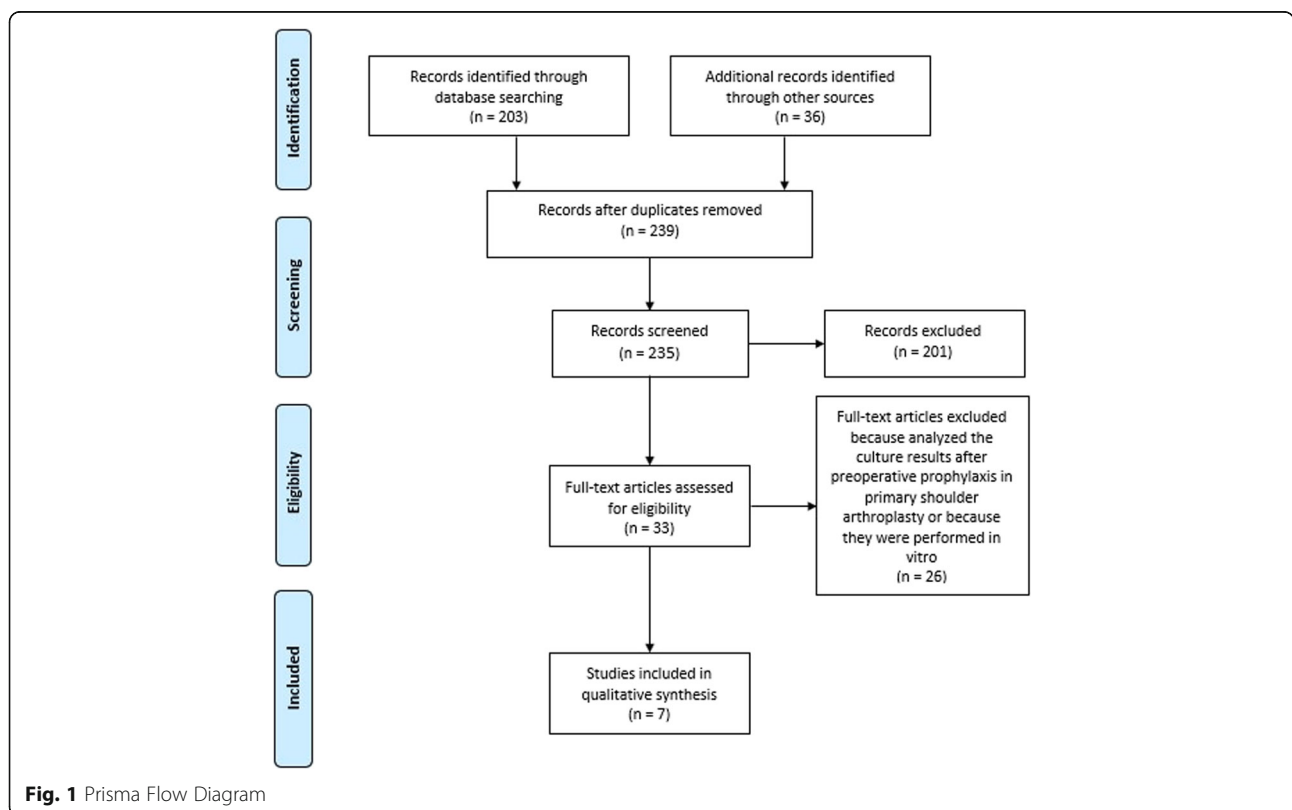 Identification
Records identified through
database searching
(n = 203)
Additional records identified
through other sources
(n = 36)
Records after duplicates removed
(n = 239)
Screening
Records screened
(n = 235)
Records excluded
(n = 201)
Eligibility
Full-text articles assessed
for eligibility
(n = 33)
Full-text articles excluded
because analyzed the
culture results after
preoperative prophylaxis in
primary shoulder
arthroplasty or because
they were performed in
vitro
(n = 26)
Included
Studies included in
qualitative synthesis
(n = 7)
Fig. 1 Prisma Flow Diagram